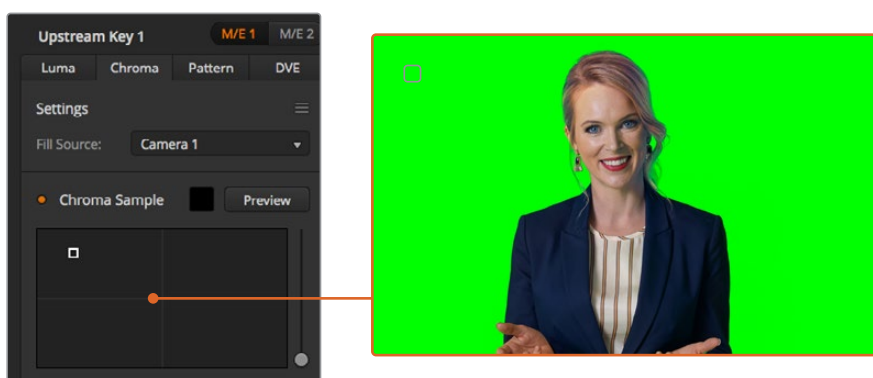 Upstream Key 1 M/E 1 M/E 2
Luma Chroma Pattern DVE
Settings
Fill Source: Camera 1
Chroma Sample Preview